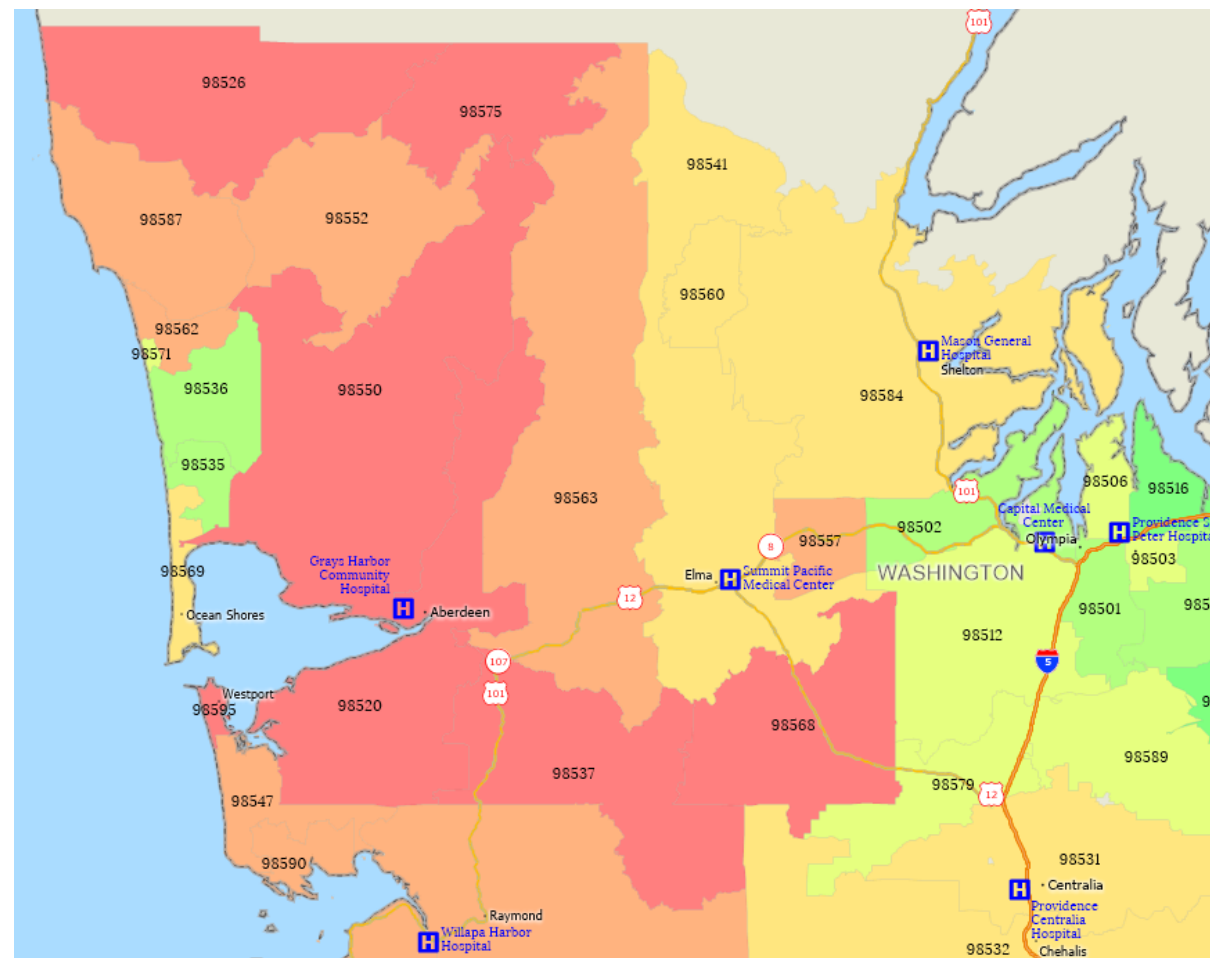 101
98526
98575
98541
98587
98552
98560
98562
98571
Mason General
Hospital
Shelton
98536
98550
98584
98535
98563
98506
98516
101
98502
Capital Medical
Center
Olympia
Providence S
Peter Hospita
8
98557
98503
98569
Grays Harbor
Community
Hospital
Elma
Summit Pacific
Medical Center
WASHINGTON
12
985
Ocean Shores
Aberdeen
98501
98512
107
5
101
Westport
98595
98520
98568
9
98537
98589
98547
98579
12
98590
98531
Centralia
Raymond
Providence
Centralia
Hospital
Willapa Harbor
Hospital
98532
Chehalis
H
H
H
H
H
H
H